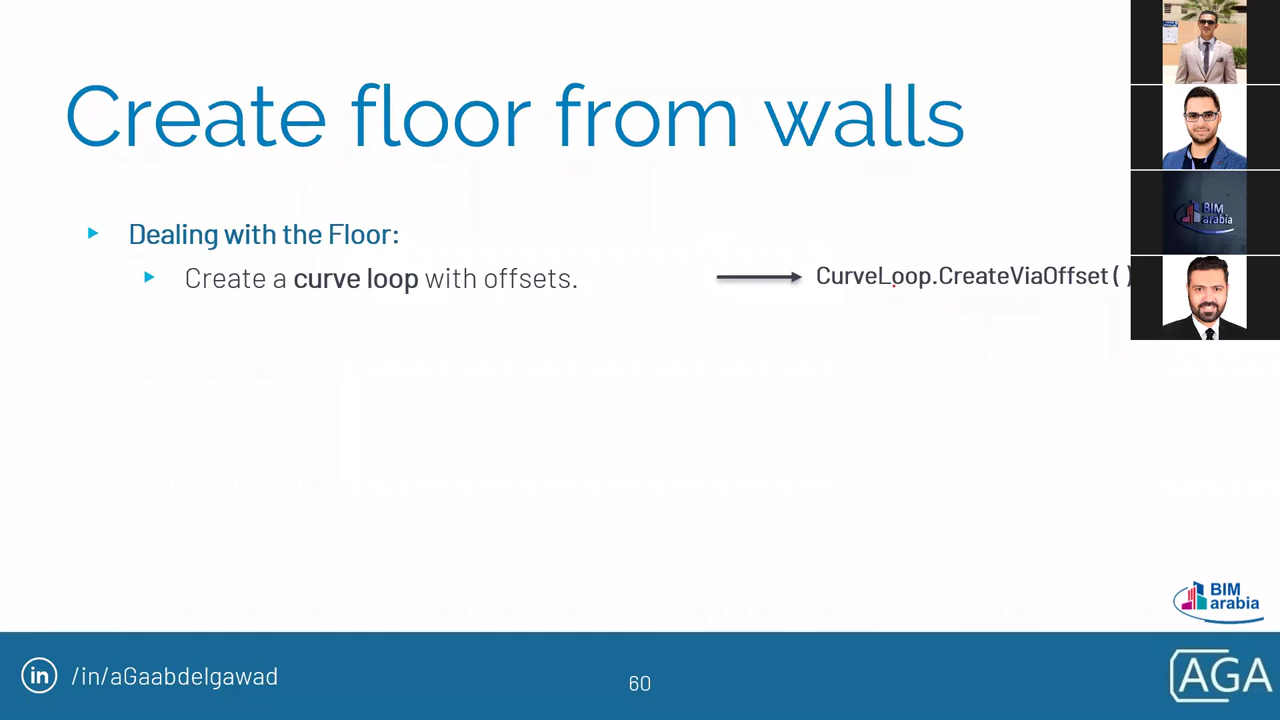 Create floor from walls
Dealing with the Floor:
Create a curve loop with offsets.
CurveLoop.CreateViaOffset ( )
BIM
arabia
BIM
arabia
in /in/aGaabdelgawad
60
AGA